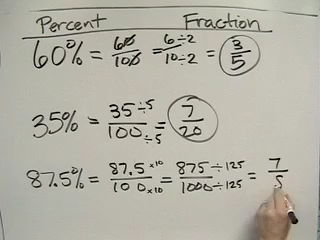 Percent Fraction
60% = 60/100 = 6÷2/10÷2 = 3/5
35% = 35÷5/100÷5 = 7/20
87.5% = 87.5×10/100×10 = 875÷125/1000÷125 = 7/5